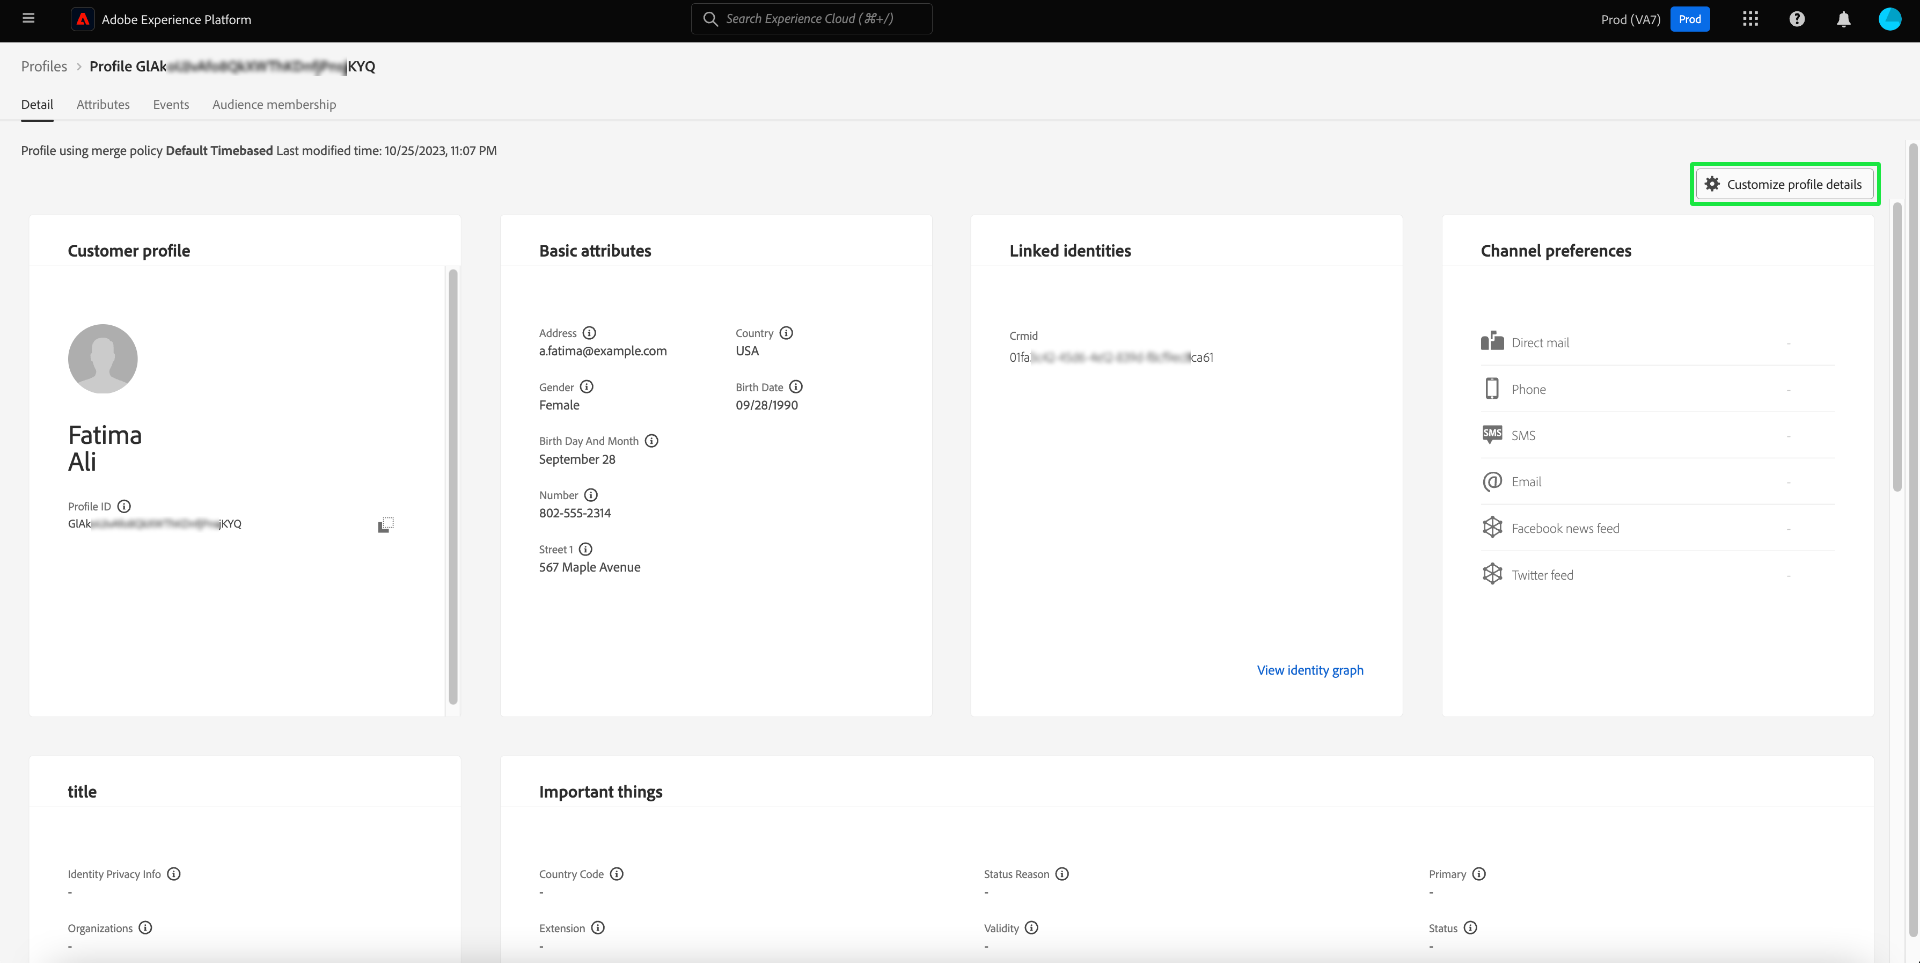 Adobe Experience Platform
Search Experience Cloud (⌘+/)
Prod (VA7)
Prod
Profiles > Profile GlAk KYQ
Detail
Attributes
Events
Audience membership
Profile using merge policy Default Timebased Last modified time: 10/25/2023, 11:07 PM
Customize profile details
Customer profile
Fatima
Ali
Profile ID
GlAk KYQ
Basic attributes
Address
a.fatima@example.com
Country
USA
Gender
Female
Birth Date
09/28/1990
Birth Day And Month
September 28
Number
802-555-2314
Street 1
567 Maple Avenue
Linked identities
Crmid
01fa ca61
View identity graph
Channel preferences
Direct mail -
Phone -
SMS SMS -
Email -
Facebook news feed -
Twitter feed -
title
Identity Privacy Info
-
Organizations
-
Important things
Country Code
-
Status Reason
-
Primary
-
Extension
-
Validity
-
Status
-